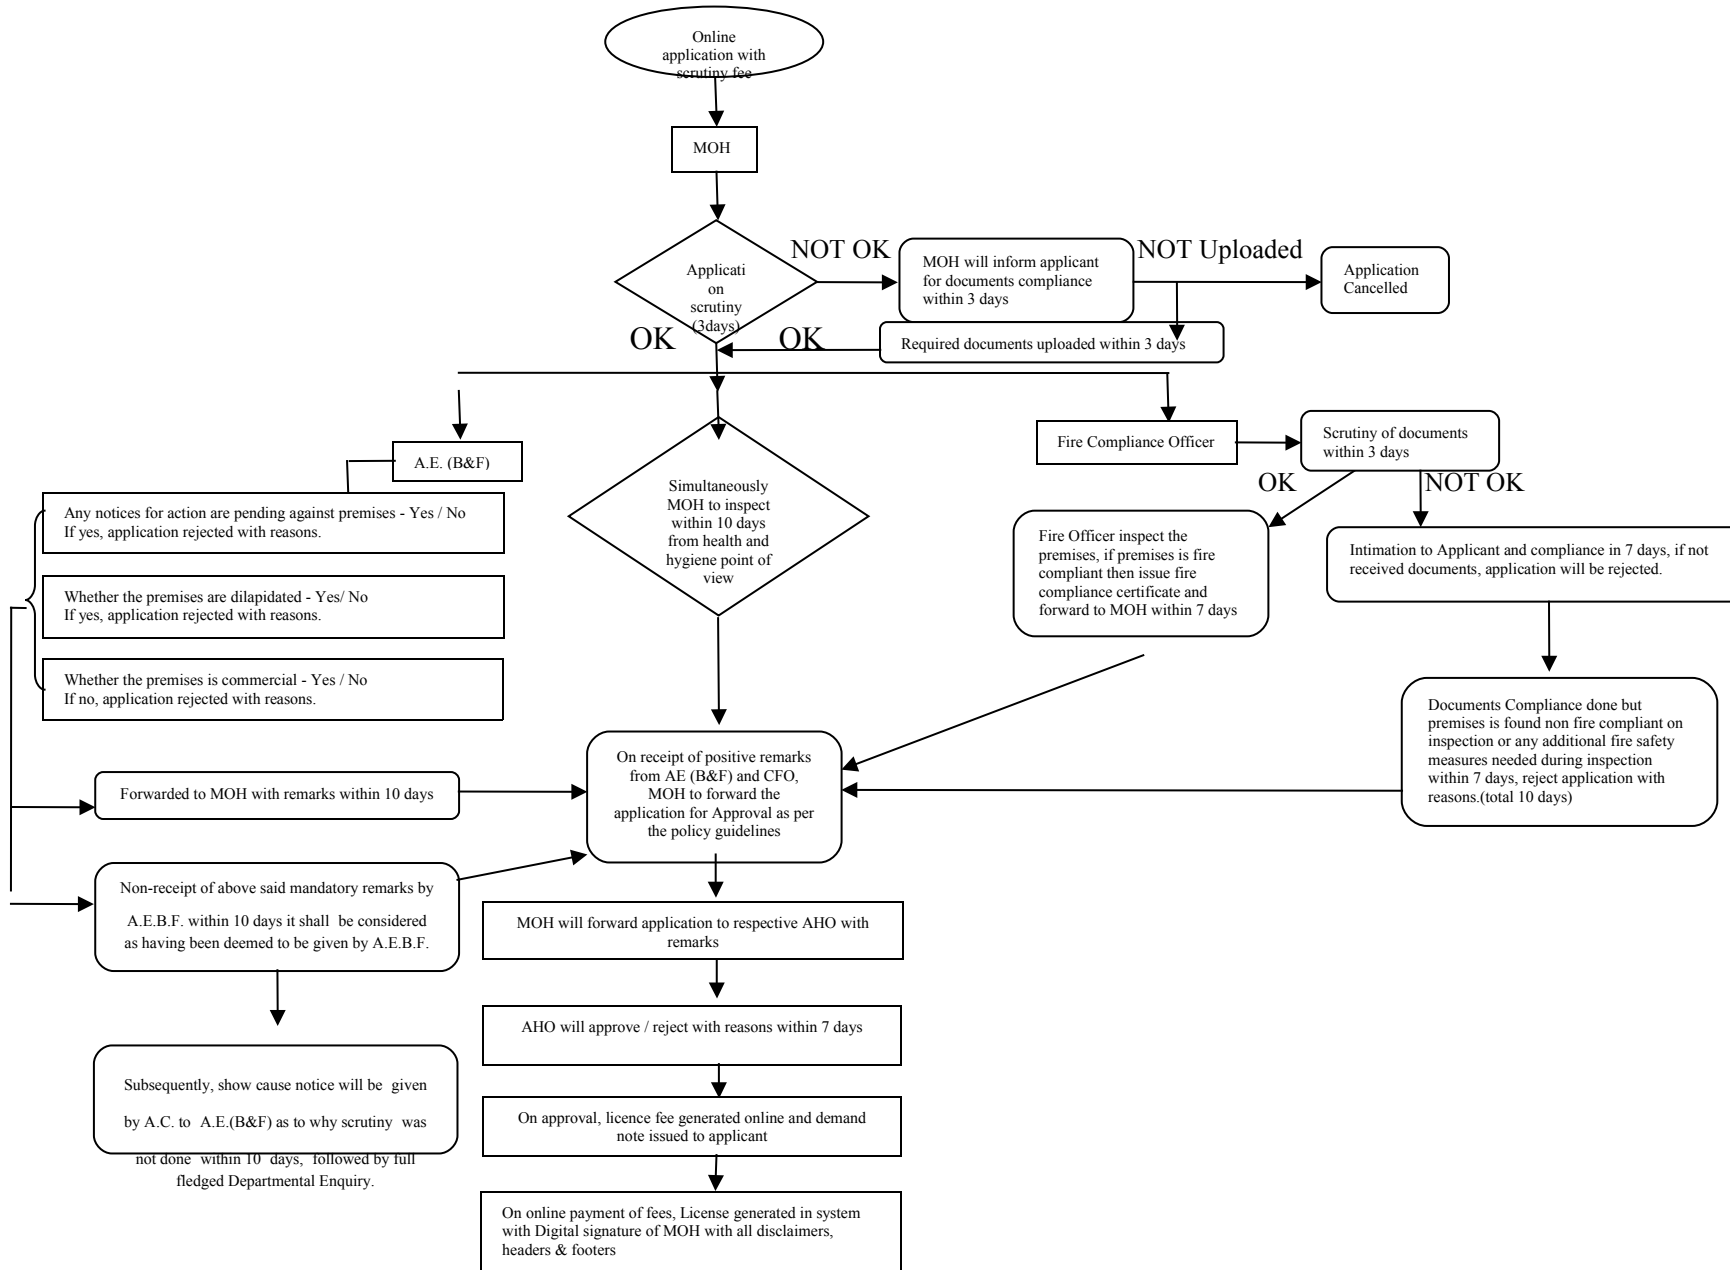 Online
application with
scrutiny fee
MOH
Applicati
on
scrutiny
(3days)
NOT OK
MOH will inform applicant
for documents compliance
within 3 days
NOT Uploaded
Application
Cancelled
OK
OK
Required documents uploaded within 3 days
A.E. (B&F)
Any notices for action are pending against premises - Yes / No
If yes, application rejected with reasons.
Whether the premises are dilapidated - Yes/ No
If yes, application rejected with reasons.
Whether the premises is commercial - Yes / No
If no, application rejected with reasons.
Simultaneously
MOH to inspect
within 10 days
from health and
hygiene point of
view
Fire Compliance Officer
Scrutiny of documents
within 3 days
OK
NOT OK
Fire Officer inspect the
premises, if premises is fire
compliant then issue fire
compliance certificate and
forward to MOH within 7 days
Intimation to Applicant and compliance in 7 days, if not
received documents, application will be rejected.
Documents Compliance done but
premises is found non fire compliant on
inspection or any additional fire safety
measures needed during inspection
within 7 days, reject application with
reasons.(total 10 days)
Forwarded to MOH with remarks within 10 days
On receipt of positive remarks
from AE (B&F) and CFO,
MOH to forward the
application for Approval as per
the policy guidelines
Non-receipt of above said mandatory remarks by
A.E.B.F. within 10 days it shall be considered
as having been deemed to be given by A.E.B.F.
Subsequently, show cause notice will be given
by A.C. to A.E.(B&F) as to why scrutiny was
not done within 10 days, followed by full
fledged Departmental Enquiry.
MOH will forward application to respective AHO with
remarks
AHO will approve / reject with reasons within 7 days
On approval, licence fee generated online and demand
note issued to applicant
On online payment of fees, License generated in system
with Digital signature of MOH with all disclaimers,
headers & footers